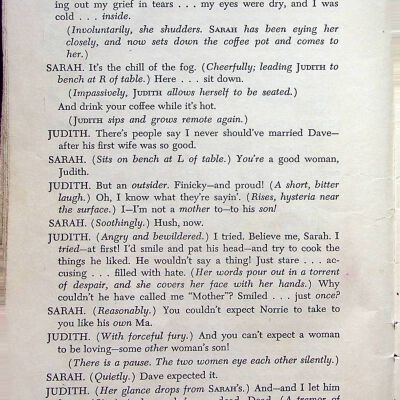 ing out my grief in tears . . . my eyes were dry, and I was
cold . . . inside.
(Involuntarily, she shudders. SARAH has been eying her
closely, and now sets down the coffee pot and comes to
her.)
SARAH. It's the chill of the fog. (Cheerfully; leading JUDITH to
bench at R of table.) Here . . . sit down.
(Impassively, JUDITH allows herself to be seated.)
And drink your coffee while it's hot.
(JUDITH sips and grows remote again.)
JUDITH. There's people say I never should've married Dave—
after his first wife was so good.
SARAH. (Sits on bench at L of table.) You're a good woman,
Judith.
JUDITH. But an outsider. Finicky—and proud! (A short, bitter
laugh.) Oh, I know what they're sayin'. (Rises, hysteria near
the surface.) I—I'm not a mother to—to his son!
SARAH. (Soothingly.) Hush, now.
JUDITH. (Angry and bewildered.) I tried. Believe me, Sarah. I
tried—at first! I'd smile and pat his head—and try to cook the
things he liked. He wouldn't say a thing! Just stare . . . ac-
cusing . . . filled with hate. (Her words pour out in a torrent
of despair, and she covers her face with her hands.) Why
couldn't he have called me "Mother"? Smiled . . . just once?
SARAH. (Reasonably.) You couldn't expect Norrie to take to
you like his own Ma.
JUDITH. (With forceful fury.) And you can't expect a woman
to be loving—some other woman's son!
(There is a pause. The two women eye each other silently.)
SARAH. (Quietly.) Dave expected it.
JUDITH. (Her glance drops from SARAH'S.) And—and I let him